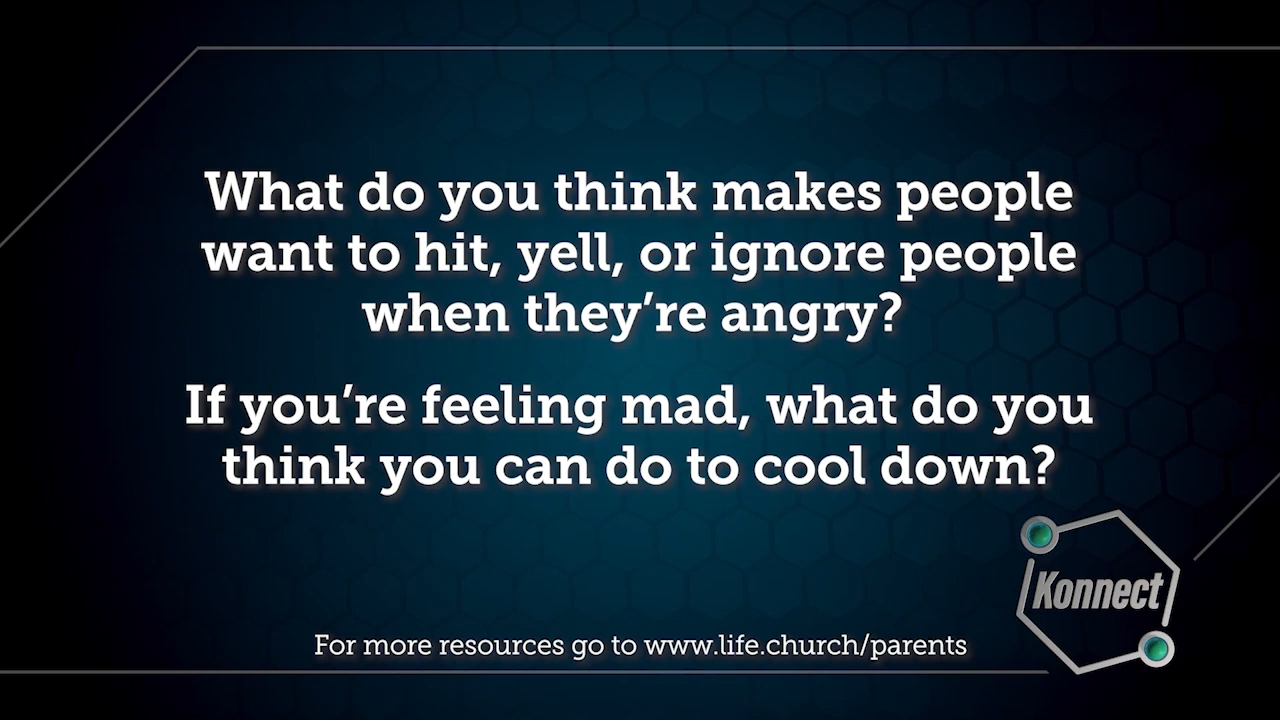 What do you think makes people
want to hit, yell, or ignore people
when they’re angry?
If you’re feeling mad, what do you
think you can do to cool down?
Konnect
For more resources go to www.life.church/parents